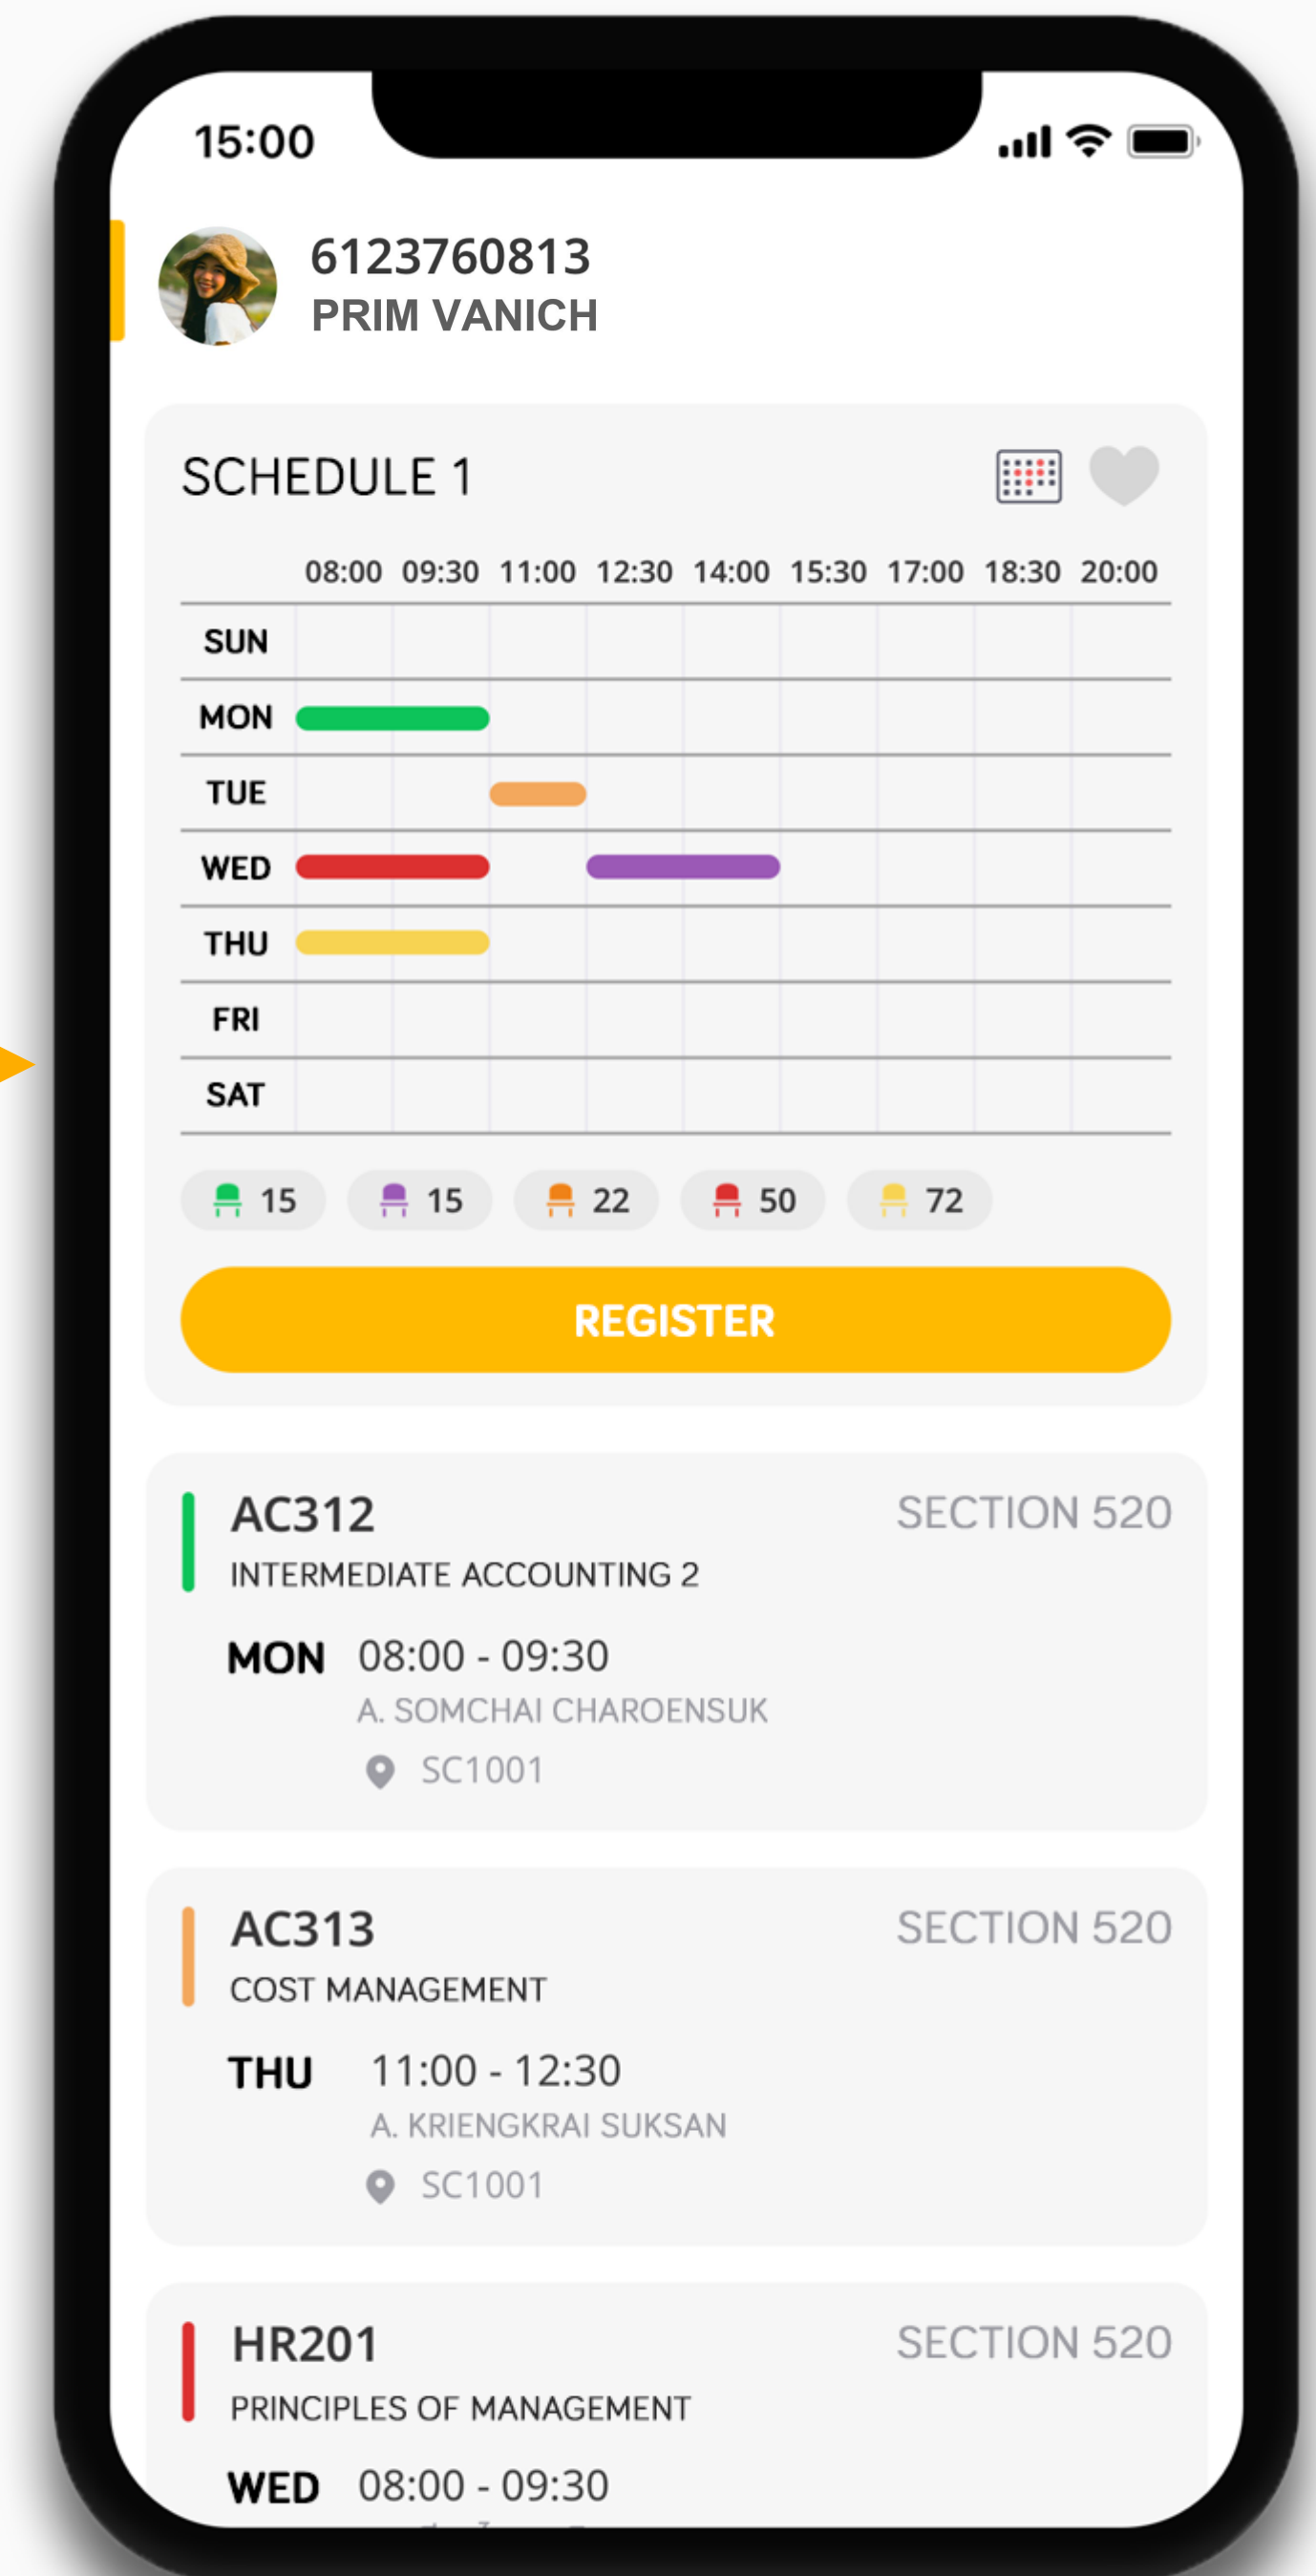 15:00
6123760813
PRIM VANICH
SCHEDULE 1
08:00 09:30 11:00 12:30 14:00 15:30 17:00 18:30 20:00
SUN
MON
TUE
WED
THU
FRI
SAT
15 15 22 50 72
REGISTER
AC312 SECTION 520
INTERMEDIATE ACCOUNTING 2
MON 08:00 - 09:30
A. SOMCHAI CHAROENSUK
SC1001
AC313 SECTION 520
COST MANAGEMENT
THU 11:00 - 12:30
A. KRIENGKRAI SUKSAN
SC1001
HR201 SECTION 520
PRINCIPLES OF MANAGEMENT
WED 08:00 - 09:30